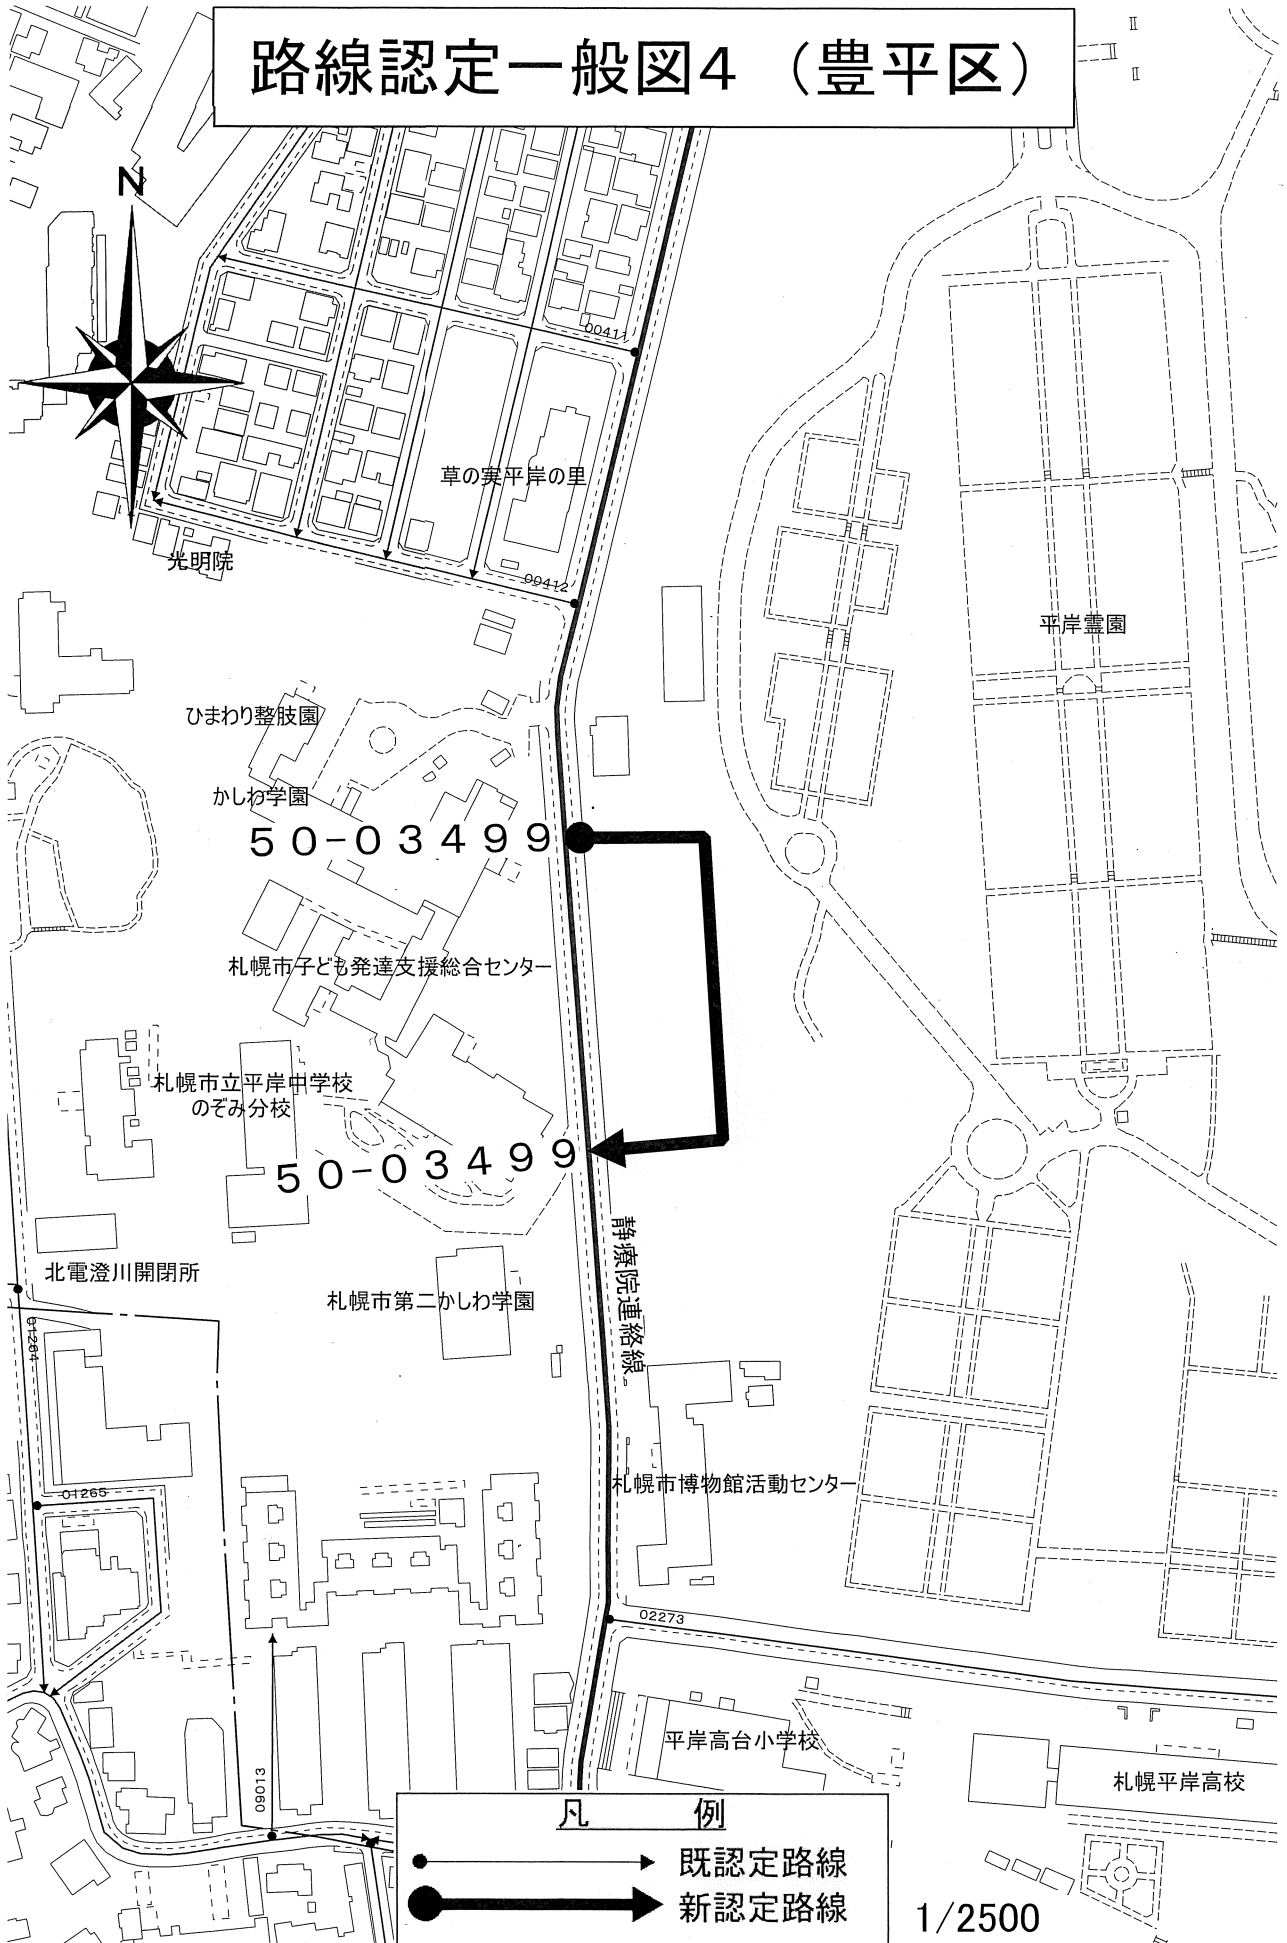 路線認定一般図4 （豊平区）
N
00411
草の実平岸の里
光明院
00412
平岸霊園
ひまわり整肢園
かしわ学園
50-03499
札幌市子ども発達支援総合センター
札幌市立平岸中学校
のぞみ分校
50-03499
静療院連絡線
北電澄川開閉所
札幌市第二かしわ学園
01264
札幌市博物館活動センター
01265
02273
平岸高台小学校
札幌平岸高校
09013
凡 例
既認定路線
新認定路線
1/2500